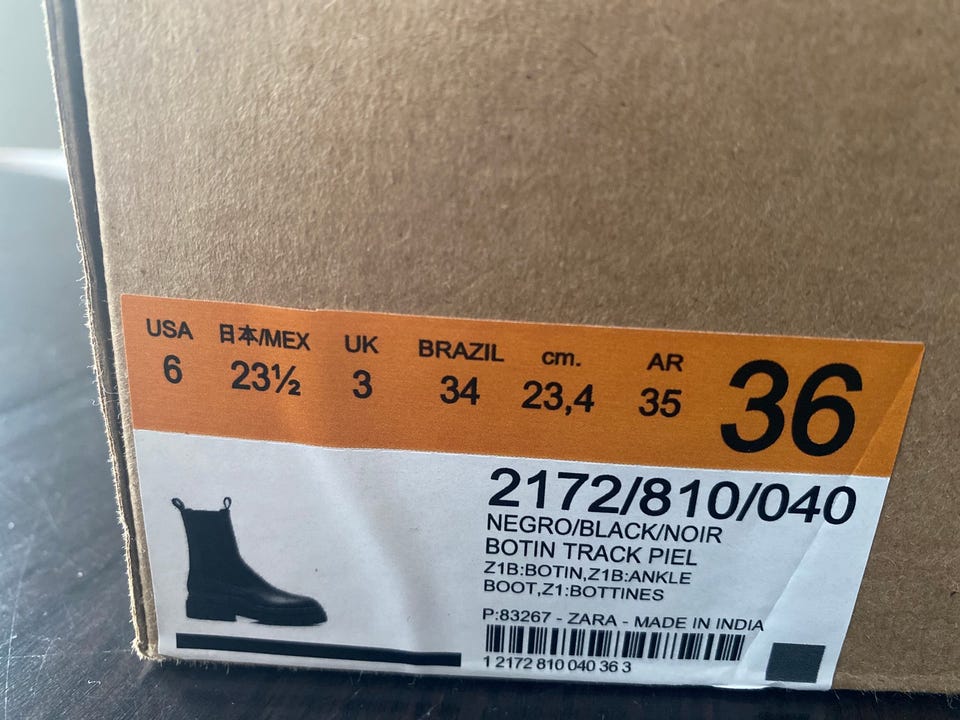 USA 日本/MEX UK BRAZIL cm. AR 36
6 23½ 3 34 23,4 35
2172/810/040
NEGRO/BLACK/NOIR
BOTIN TRACK PIEL
Z1B:BOTIN,Z1B:ANKLE
BOOT,Z1:BOTTINES
P:83267 - ZARA - MADE IN INDIA
1 2172 810 040 36 3